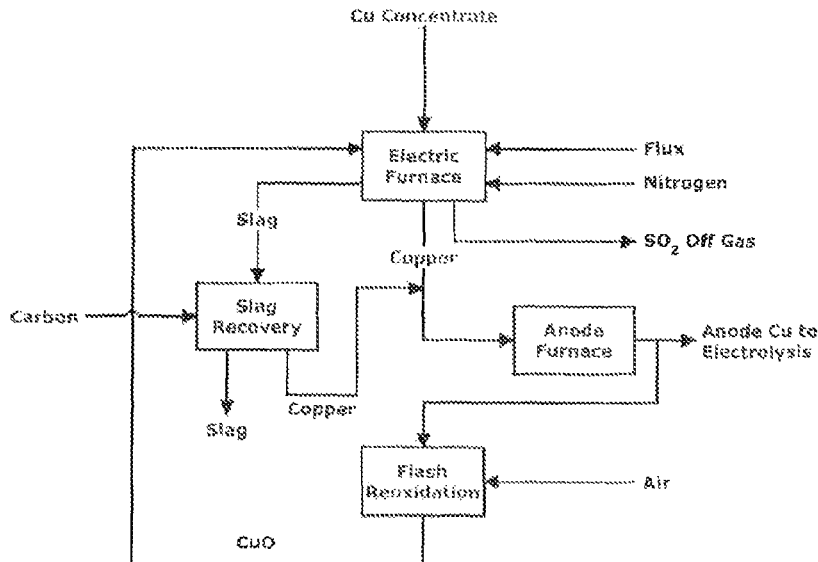 Cu Concentrate
Electric
Furnace
Flux
Nitrogen
Slag
SO2 Off Gas
Copper
Carbon
Slag
Recovery
Anode
Furnace
Anode Cu to
Electrolysis
Copper
Slag
Flash
Reoxidation
Air
CuO